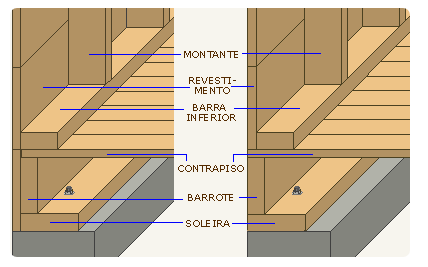 MONTANTE
REVESTI-
MENTO
BARRA
INFERIOR
CONTRAPISO
BARROTE
SOLEIRA